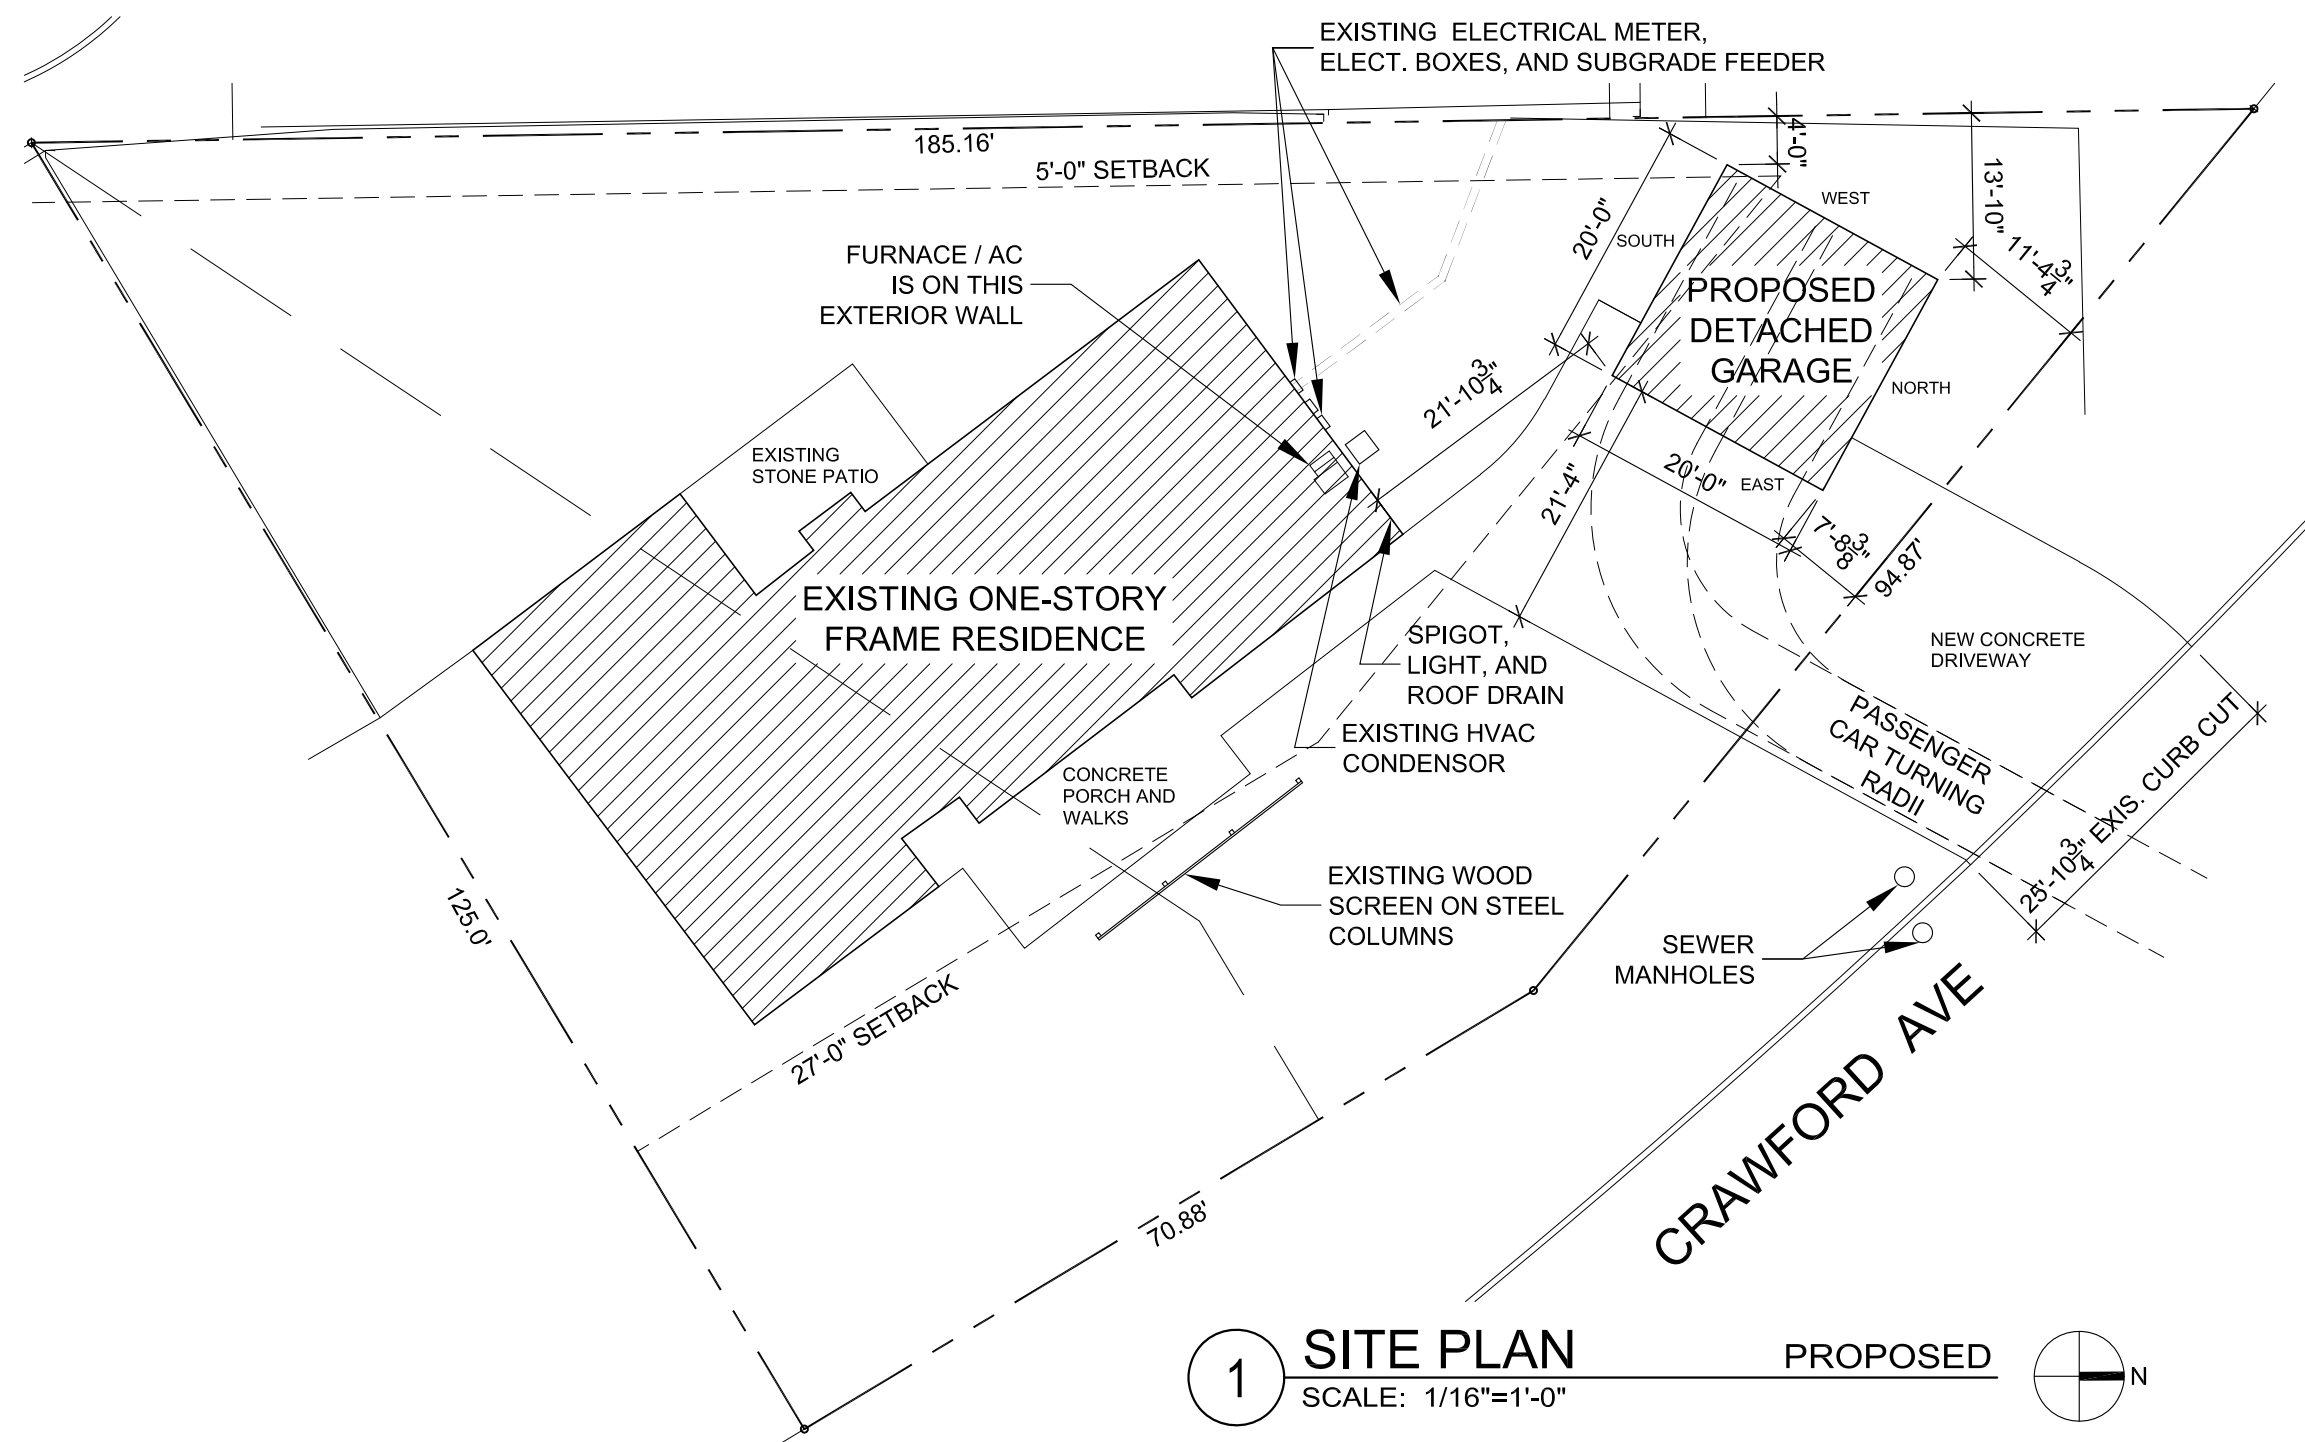 EXISTING ELECTRICAL METER,
ELECT. BOXES, AND SUBGRADE FEEDER
185.16'
5'-0" SETBACK
4'-0"
13'-10"
WEST
20'-0"
SOUTH
11'-4 3/4"
FURNACE / AC
IS ON THIS
EXTERIOR WALL
PROPOSED
DETACHED
GARAGE
NORTH
21'-10 3/4"
EXISTING
STONE PATIO
20'-0"
EAST
21'-4"
7'-8 3/8"
94.87'
EXISTING ONE-STORY
FRAME RESIDENCE
SPIGOT,
LIGHT, AND
ROOF DRAIN
NEW CONCRETE
DRIVEWAY
PASSENGER
CAR TURNING
RADII
EXISTING HVAC
CONDENSOR
25'-10 3/4" EXIS. CURB CUT
CONCRETE
PORCH AND
WALKS
EXISTING WOOD
SCREEN ON STEEL
COLUMNS
125.0'
SEWER
MANHOLES
27'-0" SETBACK
CRAWFORD AVE
70.88'
1
SITE PLAN
PROPOSED
SCALE: 1/16"=1'-0"
N